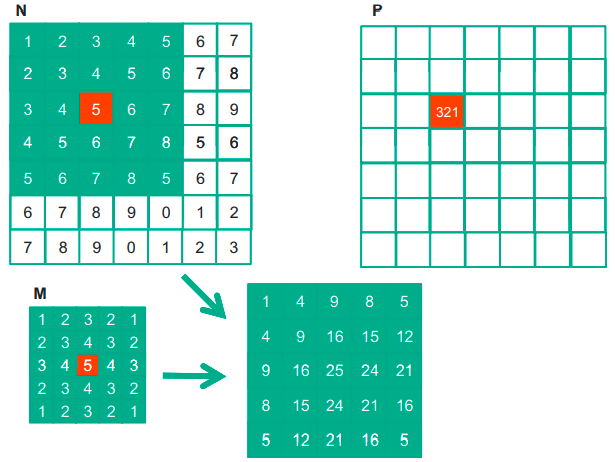 N P
1 2 3 4 5 6 7
2 3 4 5 6 7 8
3 4 5 6 7 8 9
321
4 5 6 7 8 5 6
5 6 7 8 5 6 7
6 7 8 9 0 1 2
7 8 9 0 1 2 3
M
1 2 3 2 1
2 3 4 3 2
3 4 5 4 3
2 3 4 3 2
1 2 3 2 1
1 4 9 8 5
4 9 16 15 12
9 16 25 24 21
8 15 24 21 16
5 12 21 16 5